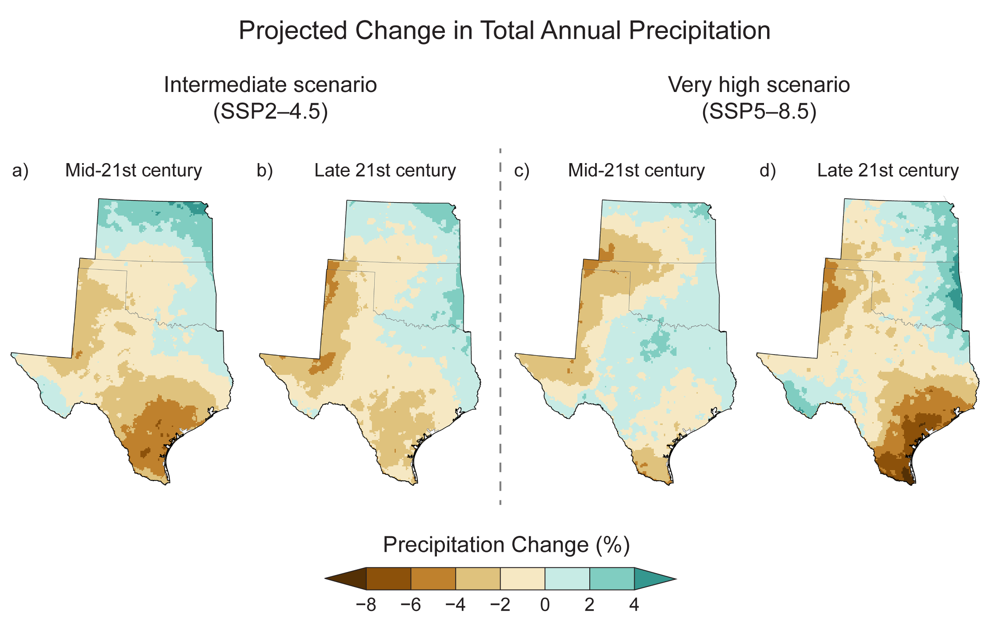 Projected Change in Total Annual Precipitation
Intermediate scenario
(SSP2–4.5)
Very high scenario
(SSP5–8.5)
a) Mid-21st century
b) Late 21st century
c) Mid-21st century
d) Late 21st century
Precipitation Change (%)
−8 −6 −4 −2 0 2 4